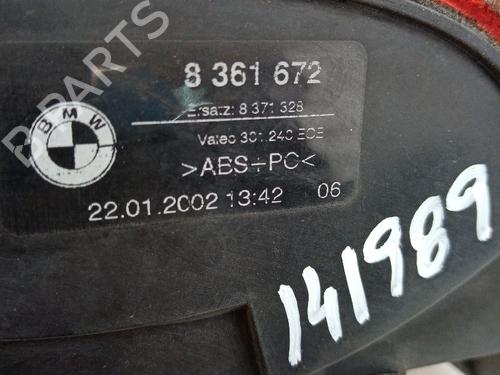 B PARTS
BMW
8 361 672
Ersatz: 8 371 328
Valeo 301.240 ECE
>ABS+PC<
22.01.2002 13:42 06
141989